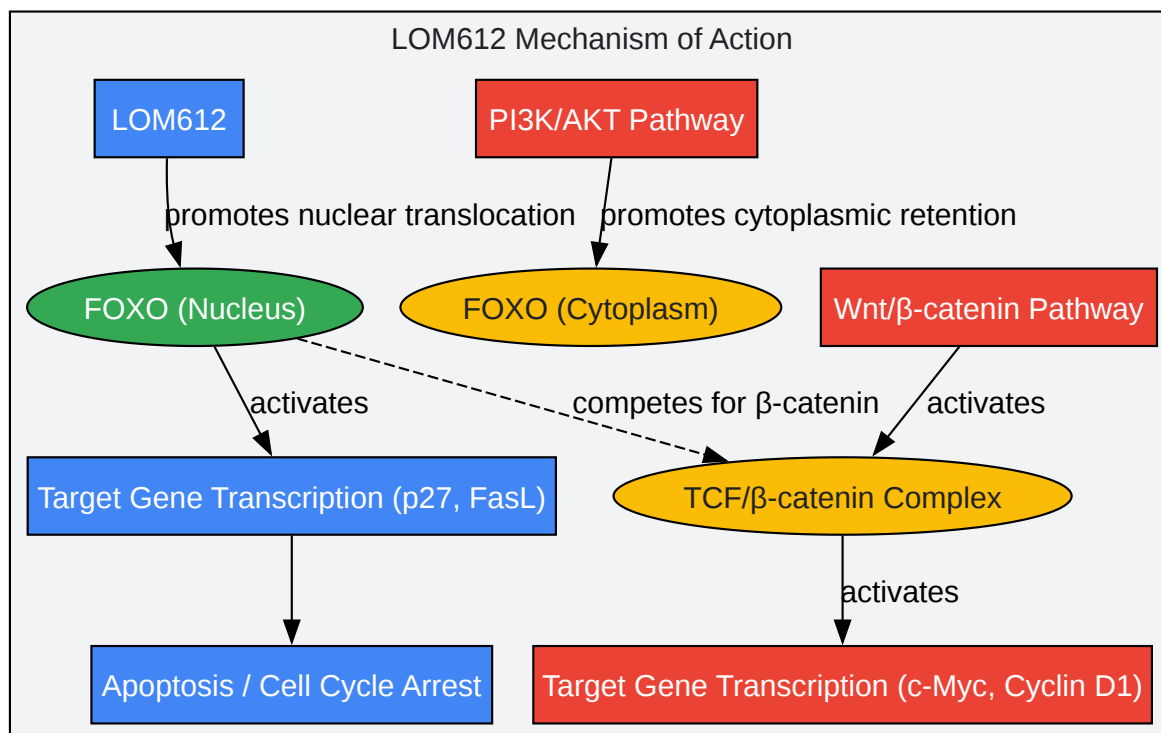 LOM612 Mechanism of Action
LOM612
PI3K/AKT Pathway
promotes nuclear translocation
promotes cytoplasmic retention
FOXO (Nucleus)
FOXO (Cytoplasm)
Wnt/β-catenin Pathway
activates
competes for β-catenin
activates
Target Gene Transcription (p27, FasL)
TCF/β-catenin Complex
activates
Apoptosis / Cell Cycle Arrest
Target Gene Transcription (c-Myc, Cyclin D1)